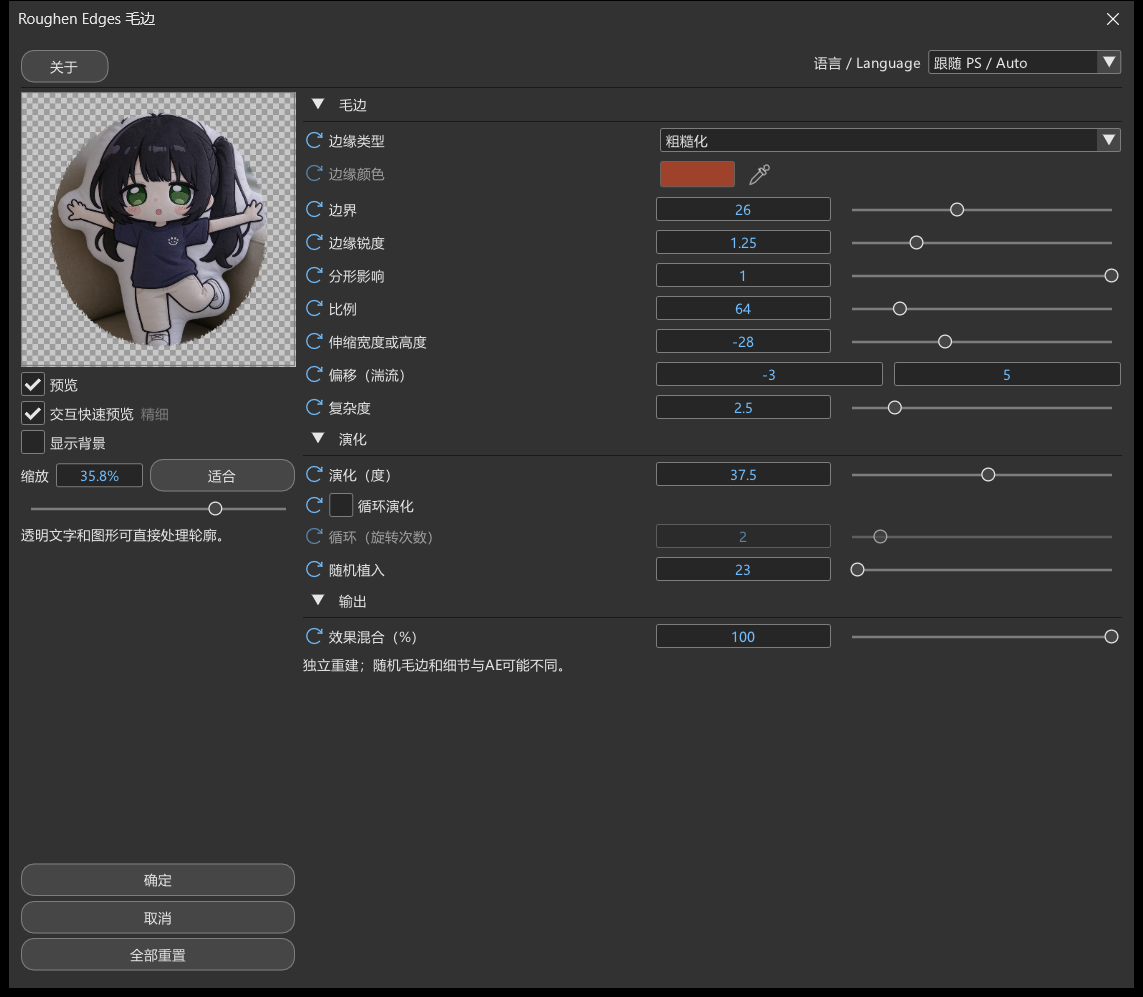 Roughen Edges 毛边
关于
语言 / Language 跟随 PS / Auto
毛边
边缘类型 粗糙化
边缘颜色
边界 26
边缘锐度 1.25
分形影响 1
比例 64
伸缩宽度或高度 -28
偏移（湍流） -3 5
复杂度 2.5
演化
演化（度） 37.5
循环演化
循环（旋转次数） 2
随机植入 23
输出
效果混合（%） 100
独立重建；随机毛边和细节与AE可能不同。
预览
交互快速预览 精细
显示背景
缩放 35.8% 适合
透明文字和图形可直接处理轮廓。
确定
取消
全部重置